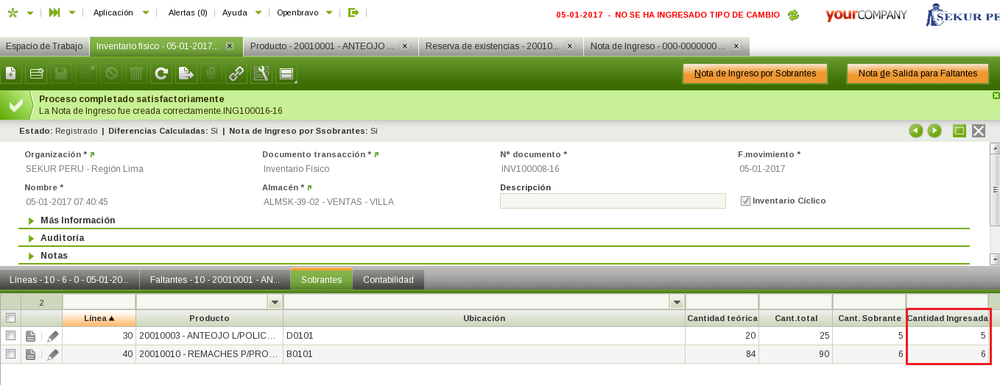 Aplicación Alertas (0) Ayuda Openbravo
05-01-2017 - NO SE HA INGRESADO TIPO DE CAMBIO
yourCOMPANY
SEKUR PE
Espacio de Trabajo Inventario físico - 05-01-2017... Producto - 20010001 - ANTEOJO ... Reserva de existencias - 20010... Nota de Ingreso - 000-0000000 ...
Nota de Ingreso por Sobrantes Nota de Salida para Faltantes
Proceso completado satisfactoriamente
La Nota de Ingreso fue creada correctamente.ING100016-16
Estado: Registrado | Diferencias Calculadas: Sí | Nota de Ingreso por Ssobrantes: Sí
Organización * Documento transacción * Nº documento * F.movimiento *
SEKUR PERU - Región Lima Inventario Físico INV100008-16 05-01-2017
Nombre * Almacén * Descripción
05-01-2017 07:40:45 ALMSK-39-02 - VENTAS - VILLA Inventario Cíclico
Más Información
Auditoría
Notas
Líneas - 10 - 6 - 0 - 05-01-20... Faltantes - 10 - 20010001 - AN... Sobrantes Contabilidad
2
Línea Producto Ubicación Cantidad teórica Cant.total Cant. Sobrante Cantidad Ingresada
30 20010003 - ANTEOJO L/POLIC... D0101 20 25 5 5
40 20010010 - REMACHES P/PRO... B0101 84 90 6 6